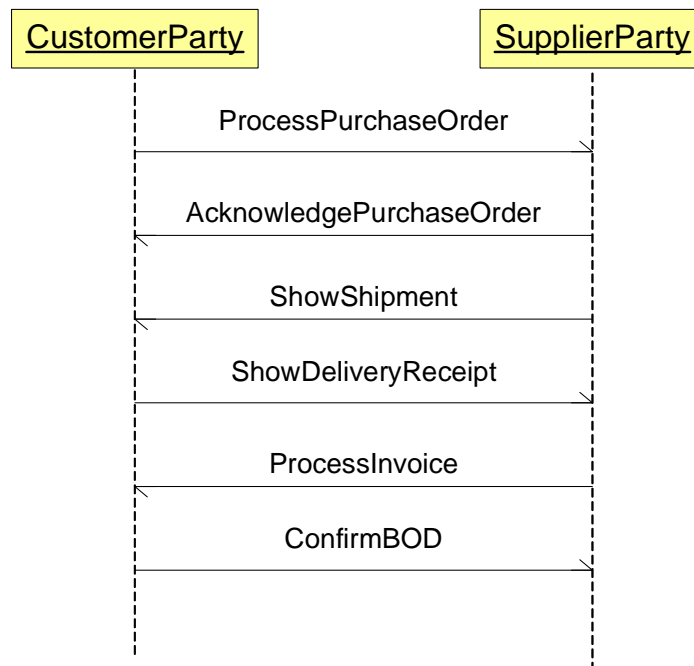 CustomerParty
SupplierParty
ProcessPurchaseOrder
AcknowledgePurchaseOrder
ShowShipment
ShowDeliveryReceipt
ProcessInvoice
ConfirmBOD